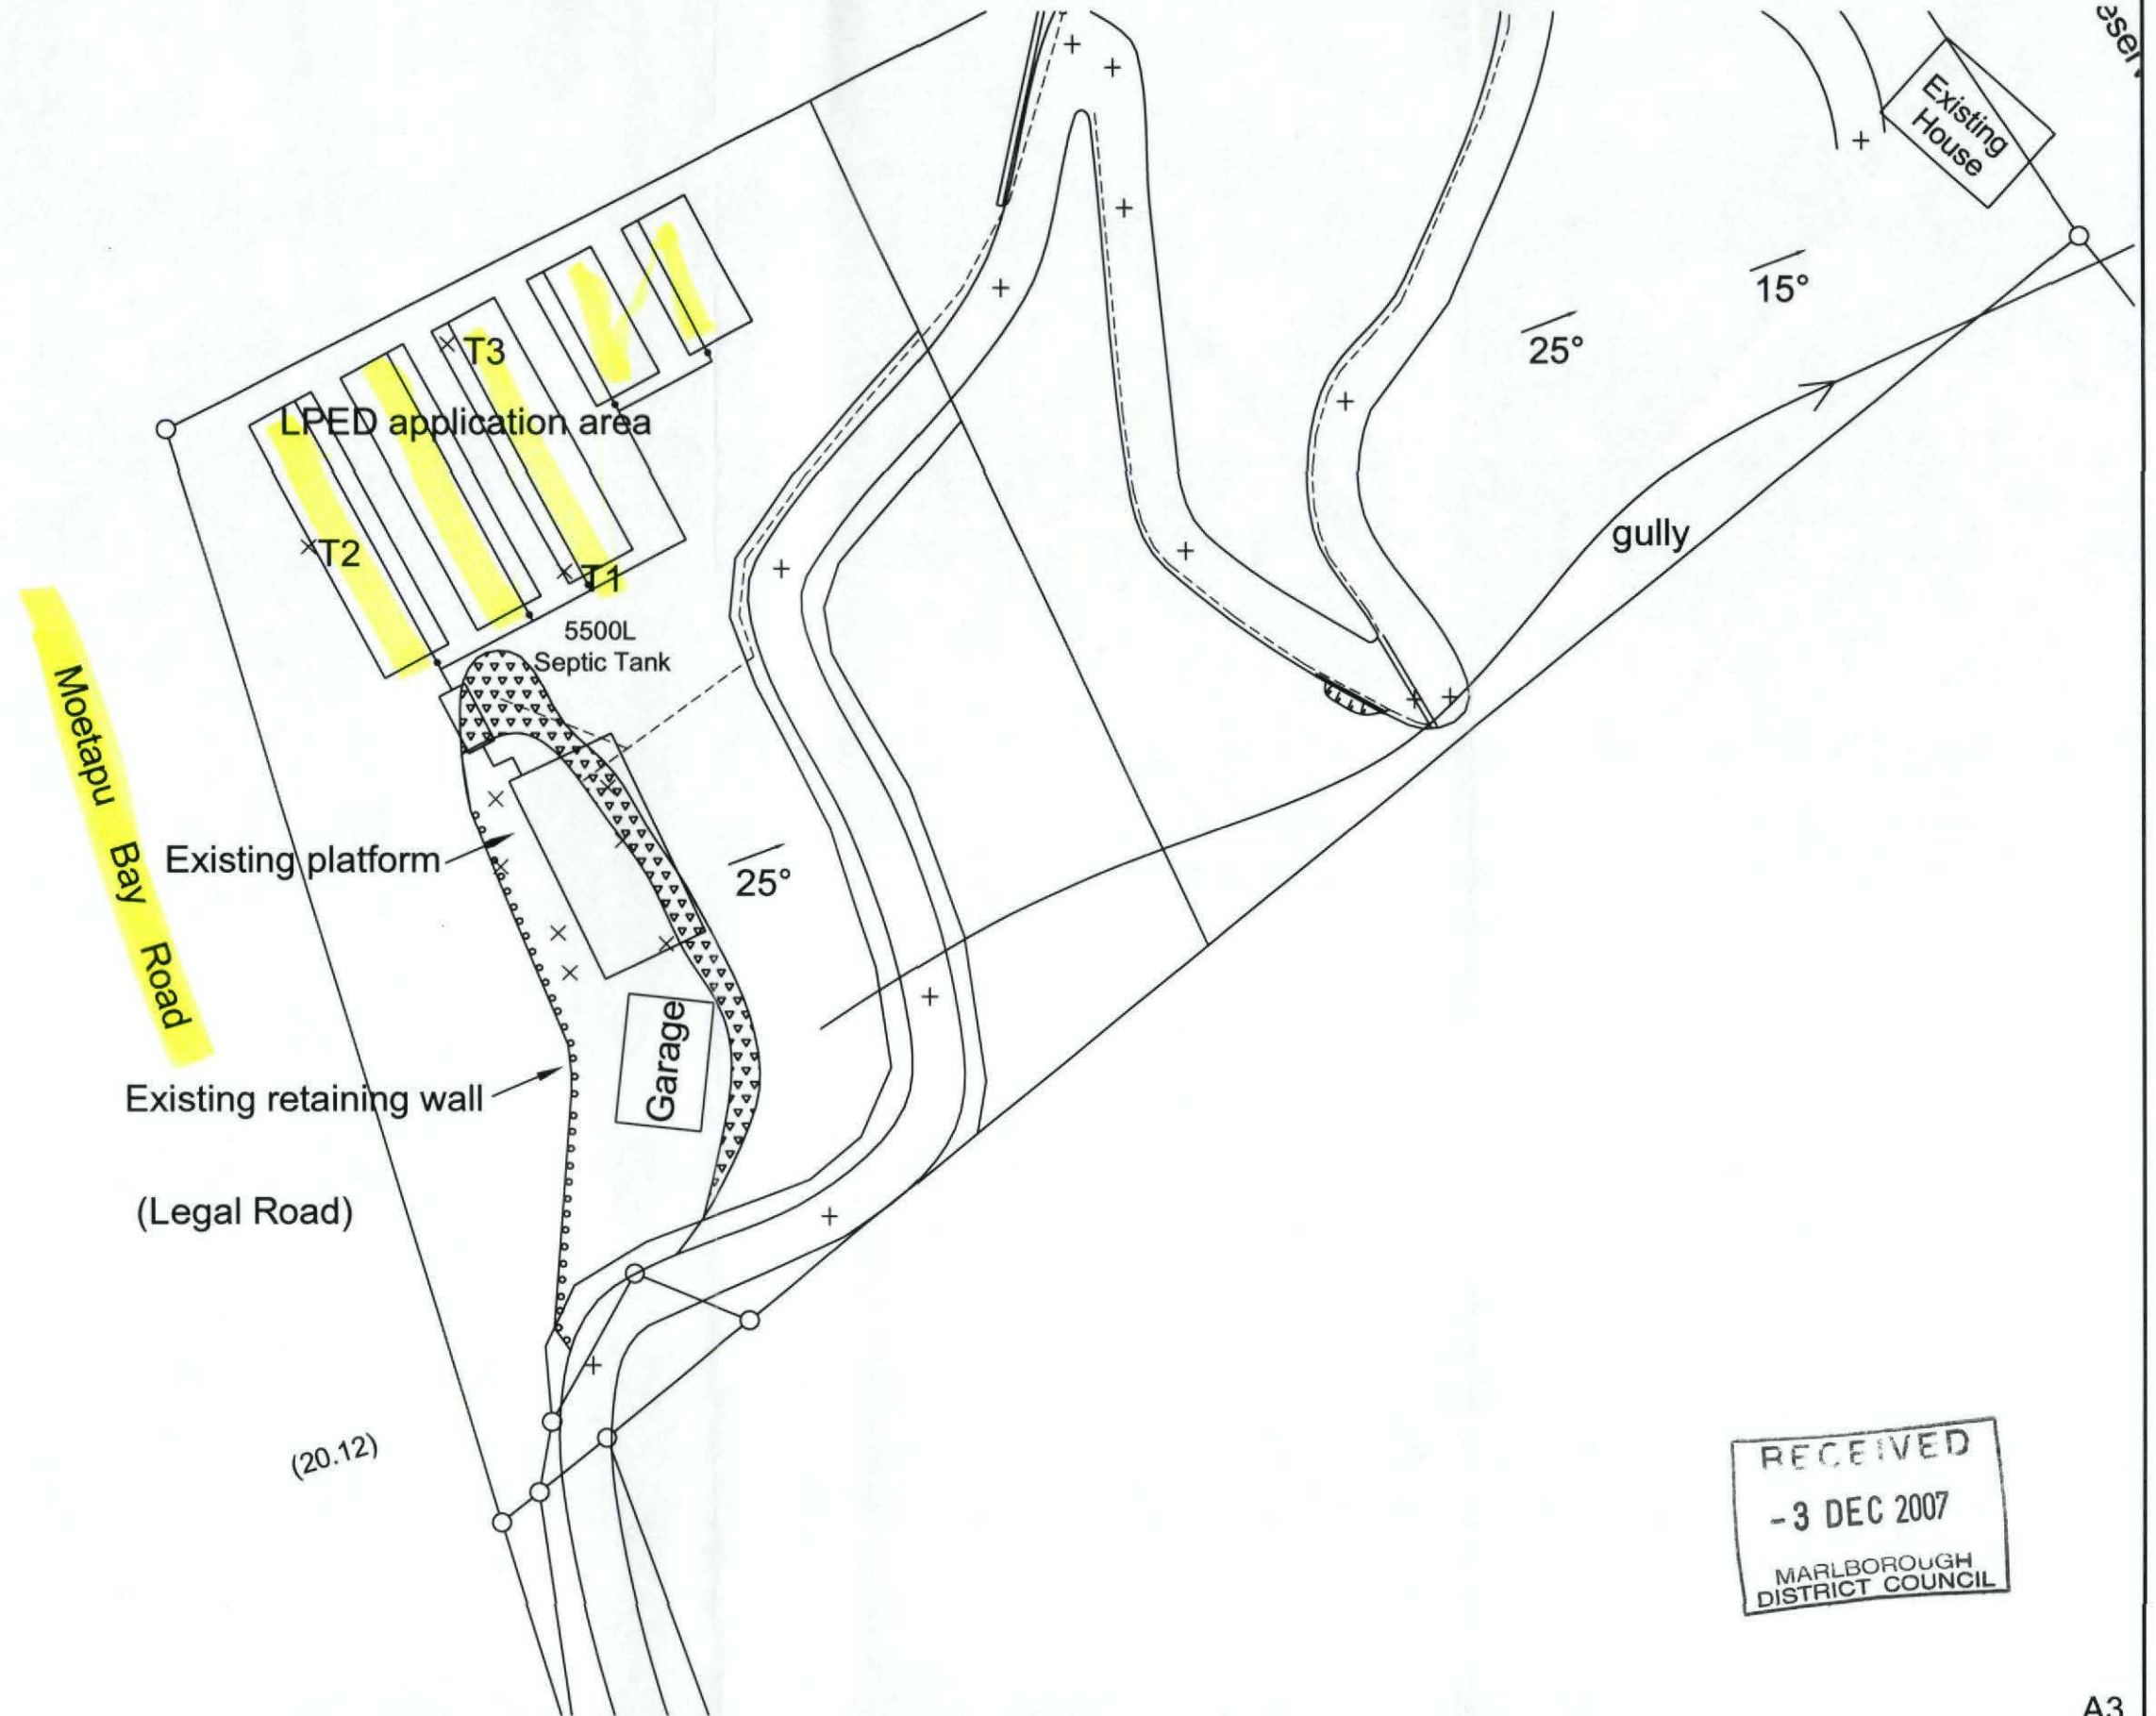 Existing
House
15°
25°
T3
LPED application area
gully
T2
T1
5500L
Septic Tank
Moetapu Bay Road
Existing platform
25°
Garage
Existing retaining wall
(Legal Road)
(20.12)
RECEIVED
-3 DEC 2007
MARLBOROUGH
DISTRICT COUNCIL
A3